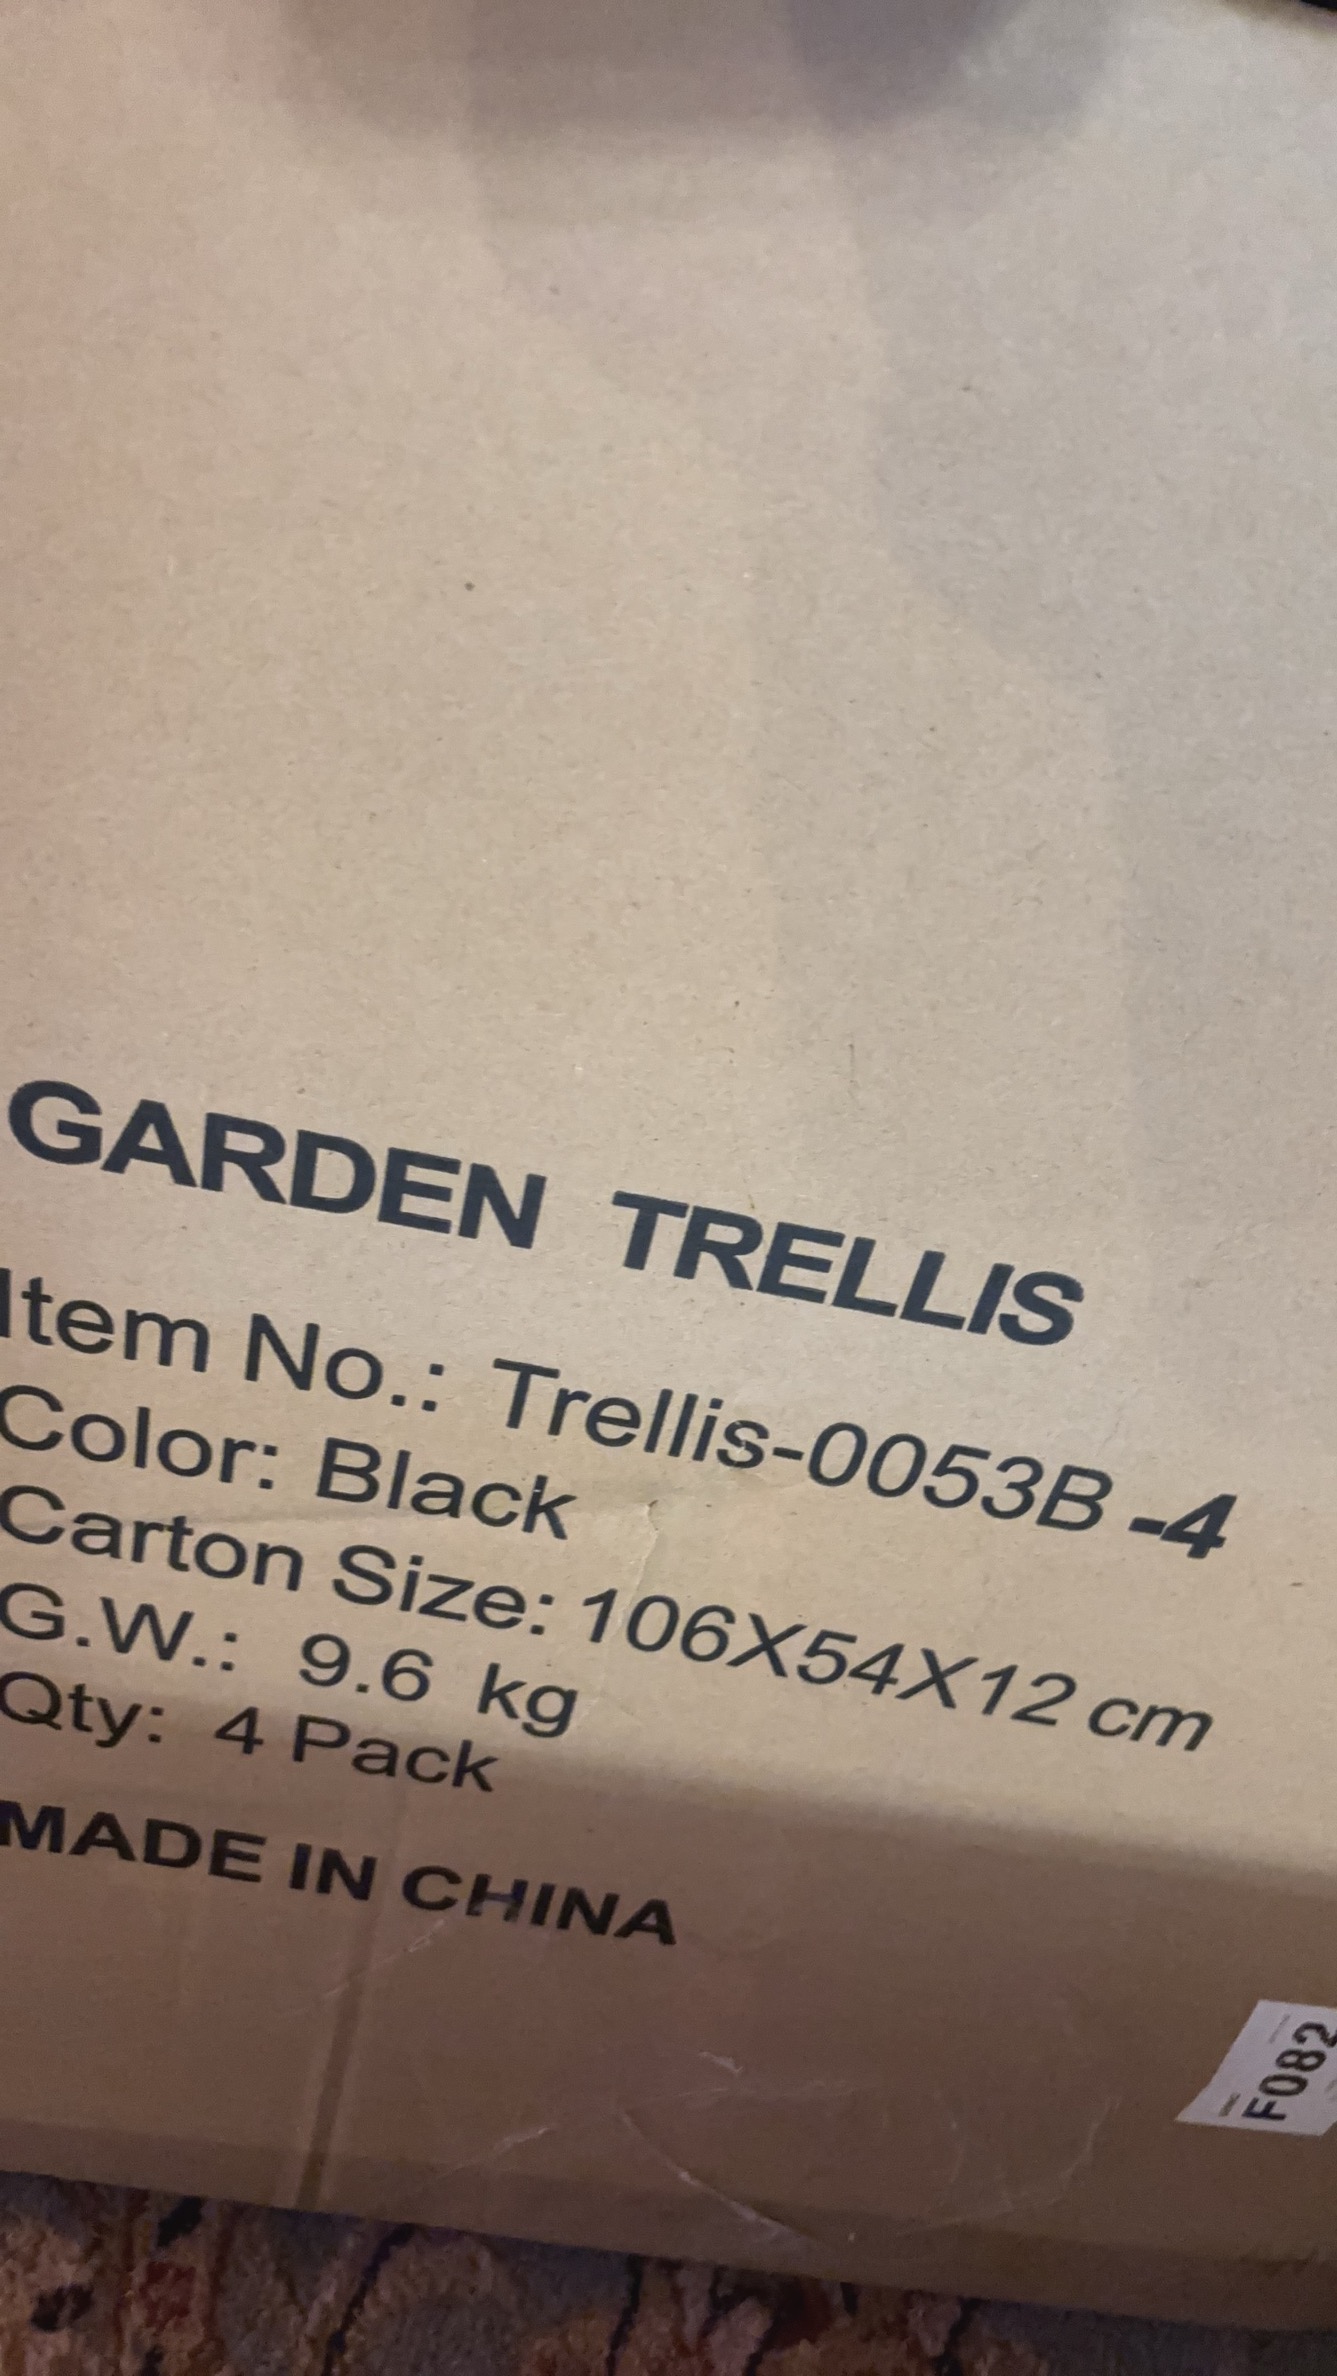 GARDEN TRELLIS
Item No.: Trellis-0053B-4
Color: Black
Carton Size: 106X54X12 cm
G.W.: 9.6 kg
Qty: 4 Pack
MADE IN CHINA
F082